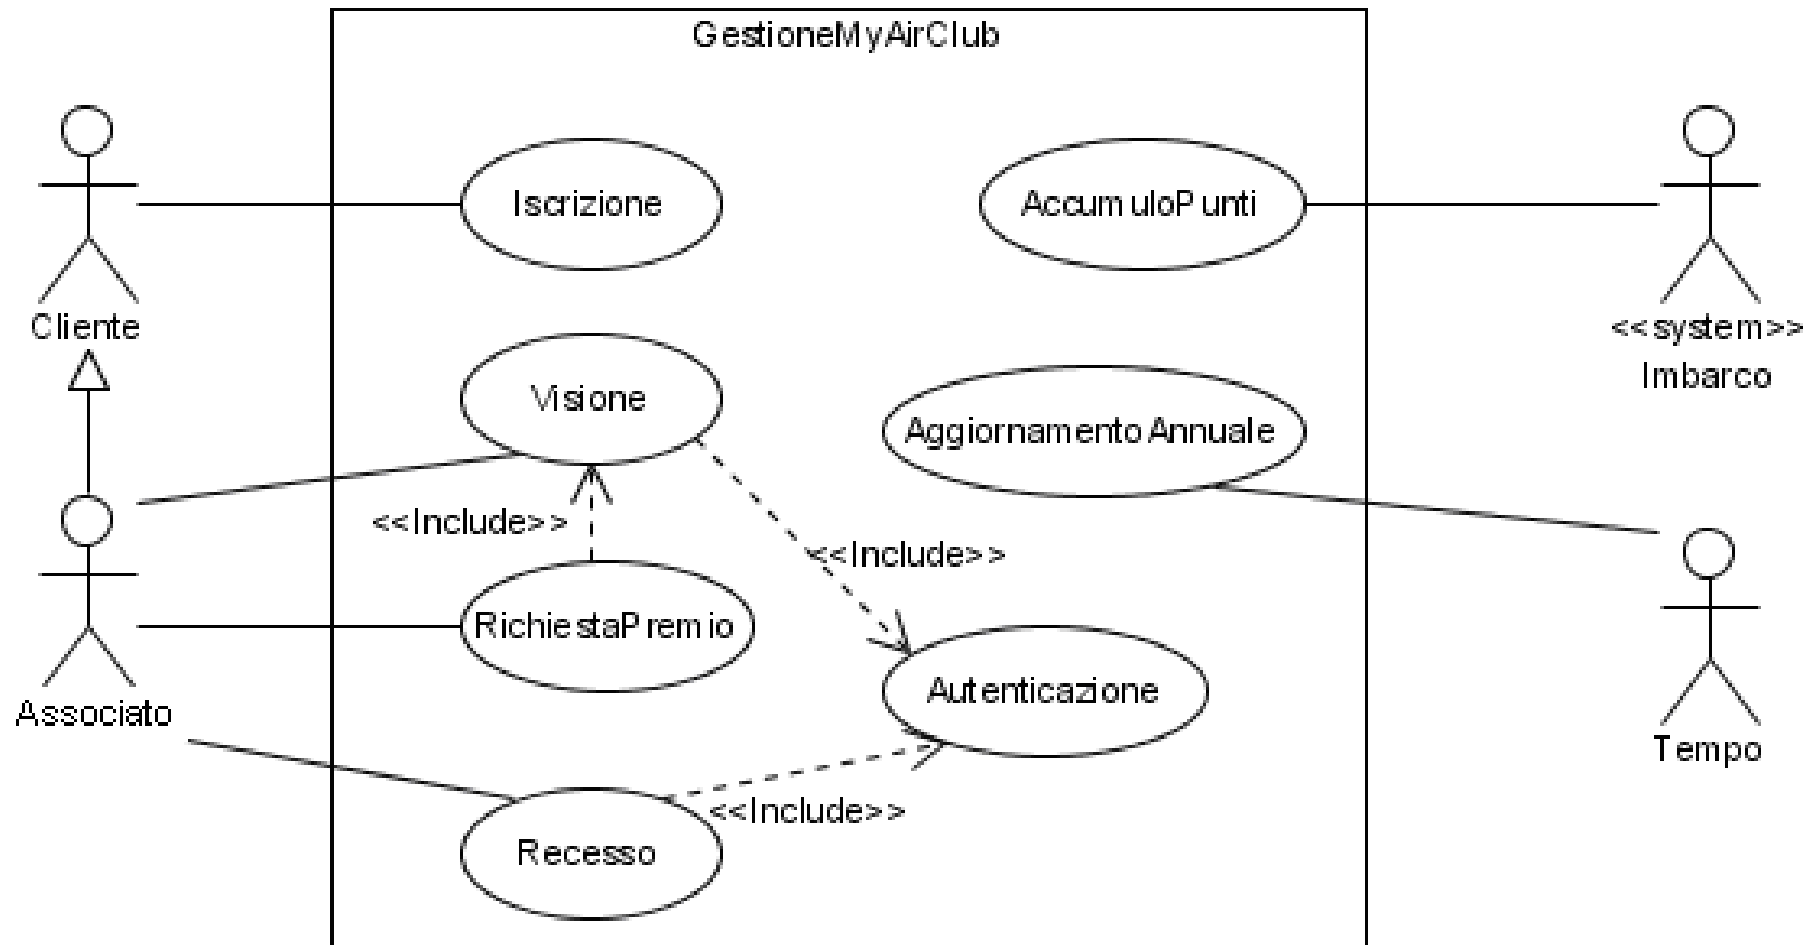 GestioneMyAirClub
Iscrizione
AccumuloPunti
Cliente
<<system>>
Imbarco
Visione
AggiornamentoAnnuale
<<Include>>
<<Include>>
RichiestaPremio
Autenticazione
Associato
Tempo
<<Include>>
Recesso